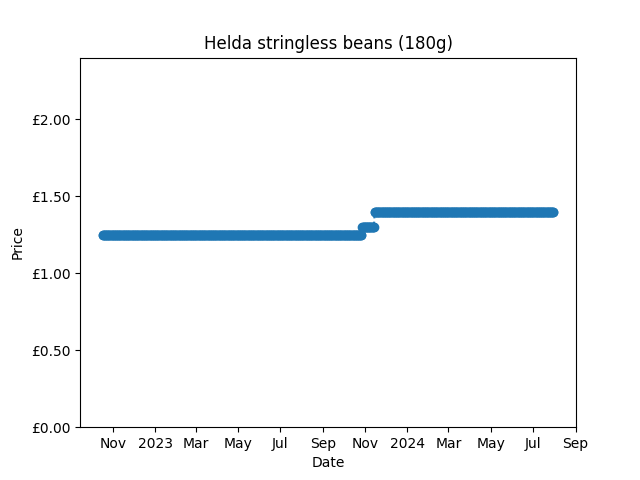 Helda stringless beans (180g)
£2.00
£1.50
£1.00
£0.50
£0.00
Price
Nov 2023 Mar May Jul Sep Nov 2024 Mar May Jul Sep
Date